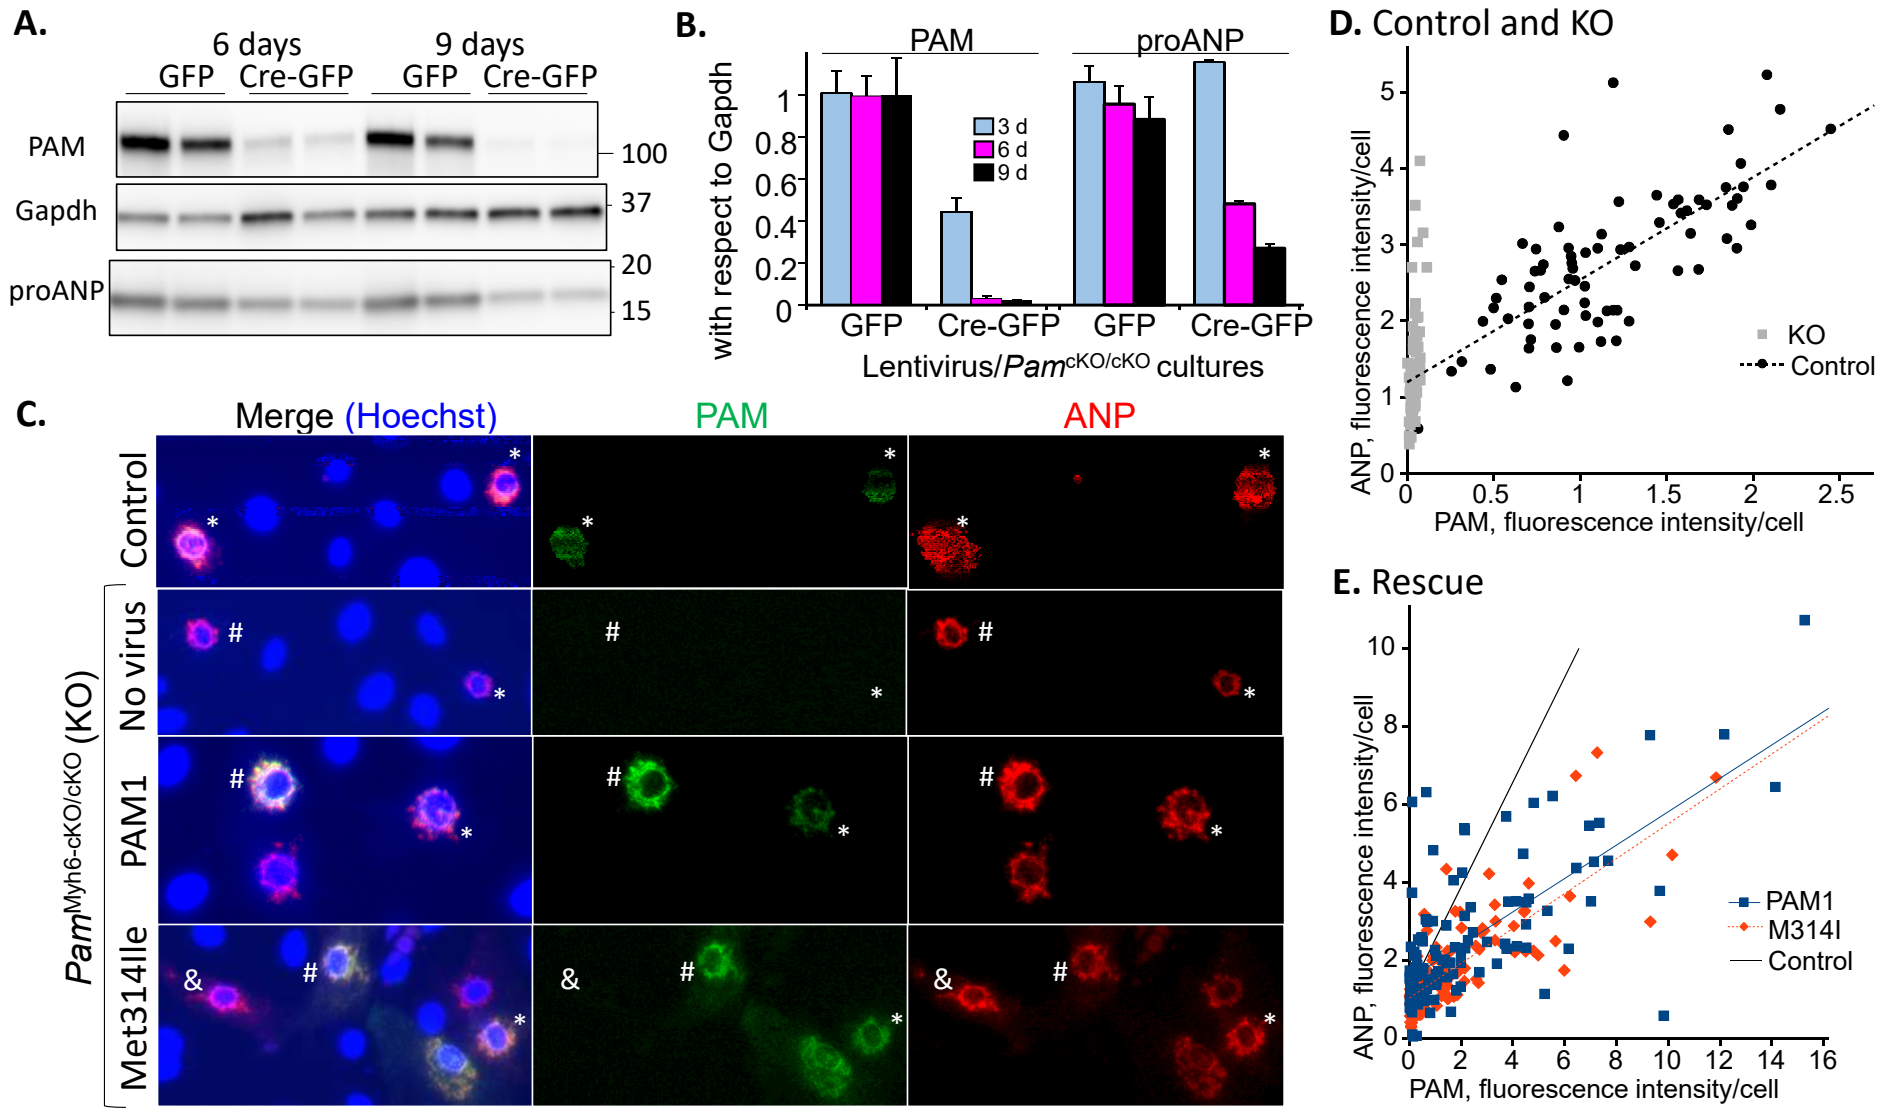 A.
6 days 9 days
GFP Cre-GFP GFP Cre-GFP
PAM
100
Gapdh
37
proANP
20
15
B.
PAM proANP
with respect to Gapdh
1
0.8
0.6
0.4
0.2
0
3 d
6 d
9 d
GFP Cre-GFP GFP Cre-GFP
Lentivirus/Pam^cKO/cKO cultures
C.
Merge (Hoechst) PAM ANP
Control
* * *
* * *
Pam^Myh6-cKO/cKO (KO)
No virus
# # #
* * *
PAM1
# # #
* * *
Met314Ile
& # & # & #
* * *
D. Control and KO
ANP, fluorescence intensity/cell
5
4
3
2
1
0
KO
Control
0 0.5 1 1.5 2 2.5
PAM, fluorescence intensity/cell
E. Rescue
ANP, fluorescence intensity/cell
10
8
6
4
2
0
PAM1
M314I
Control
0 2 4 6 8 10 12 14 16
PAM, fluorescence intensity/cell